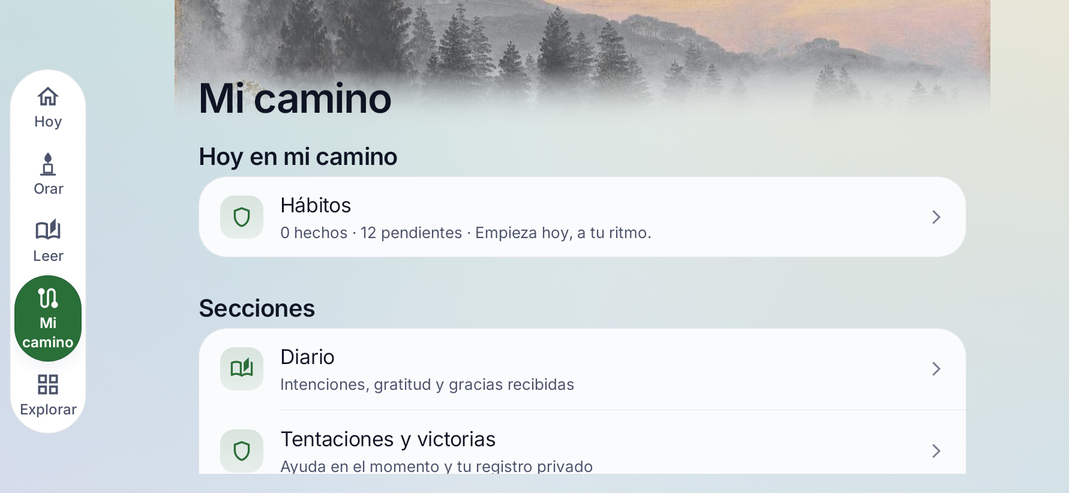 Hoy
Orar
Leer
Mi
camino
Explorar
Mi camino
Hoy en mi camino
Hábitos
0 hechos · 12 pendientes · Empieza hoy, a tu ritmo.
Secciones
Diario
Intenciones, gratitud y gracias recibidas
Tentaciones y victorias
Ayuda en el momento y tu registro privado